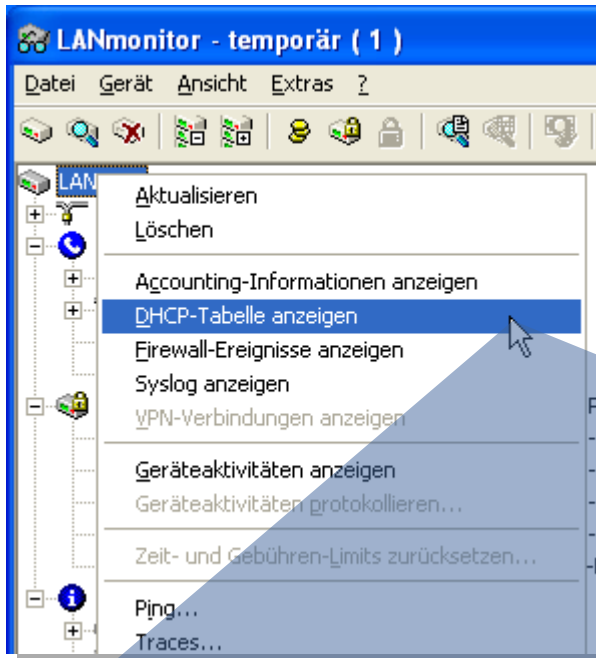 LANmonitor - temporär ( 1 )
Datei Gerät Ansicht Extras ?
LAN
Aktualisieren
Löschen
Accounting-Informationen anzeigen
DHCP-Tabelle anzeigen
Firewall-Ereignisse anzeigen
Syslog anzeigen
VPN-Verbindungen anzeigen
Geräteaktivitäten anzeigen
Geräteaktivitäten protokollieren...
Zeit- und Gebühren-Limits zurücksetzen...
Ping...
Traces...